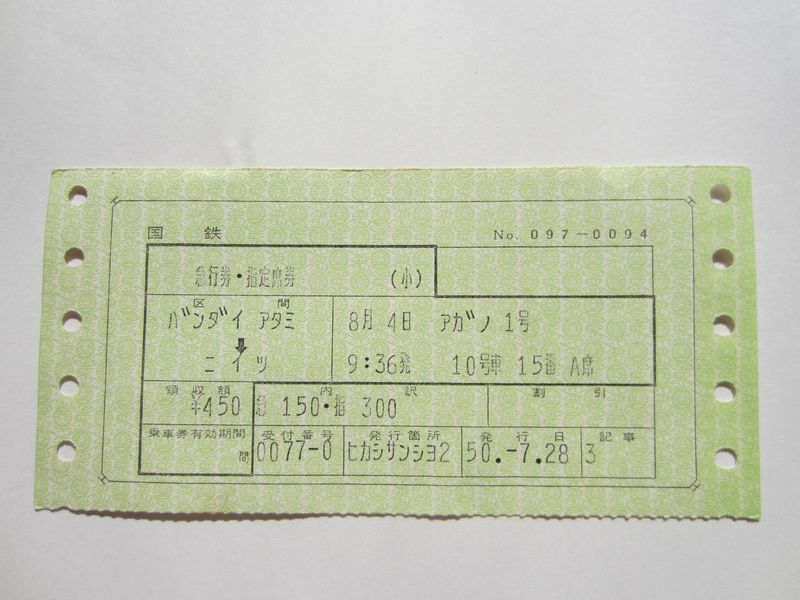 国鉄 No. 097-0094
急行券・指定席券 (小)
区間
バンダイ アタミ 8月 4日 アガノ 1号
↓
ニイツ 9:36発 10号車 15番 A席
領収額 内訳 割引
¥450 急 150・指 300
乗車券有効期間 受付番号 発行箇所 発行日 記事
間 0077-0 ヒカシサンシヨ2 50.-7.28 3